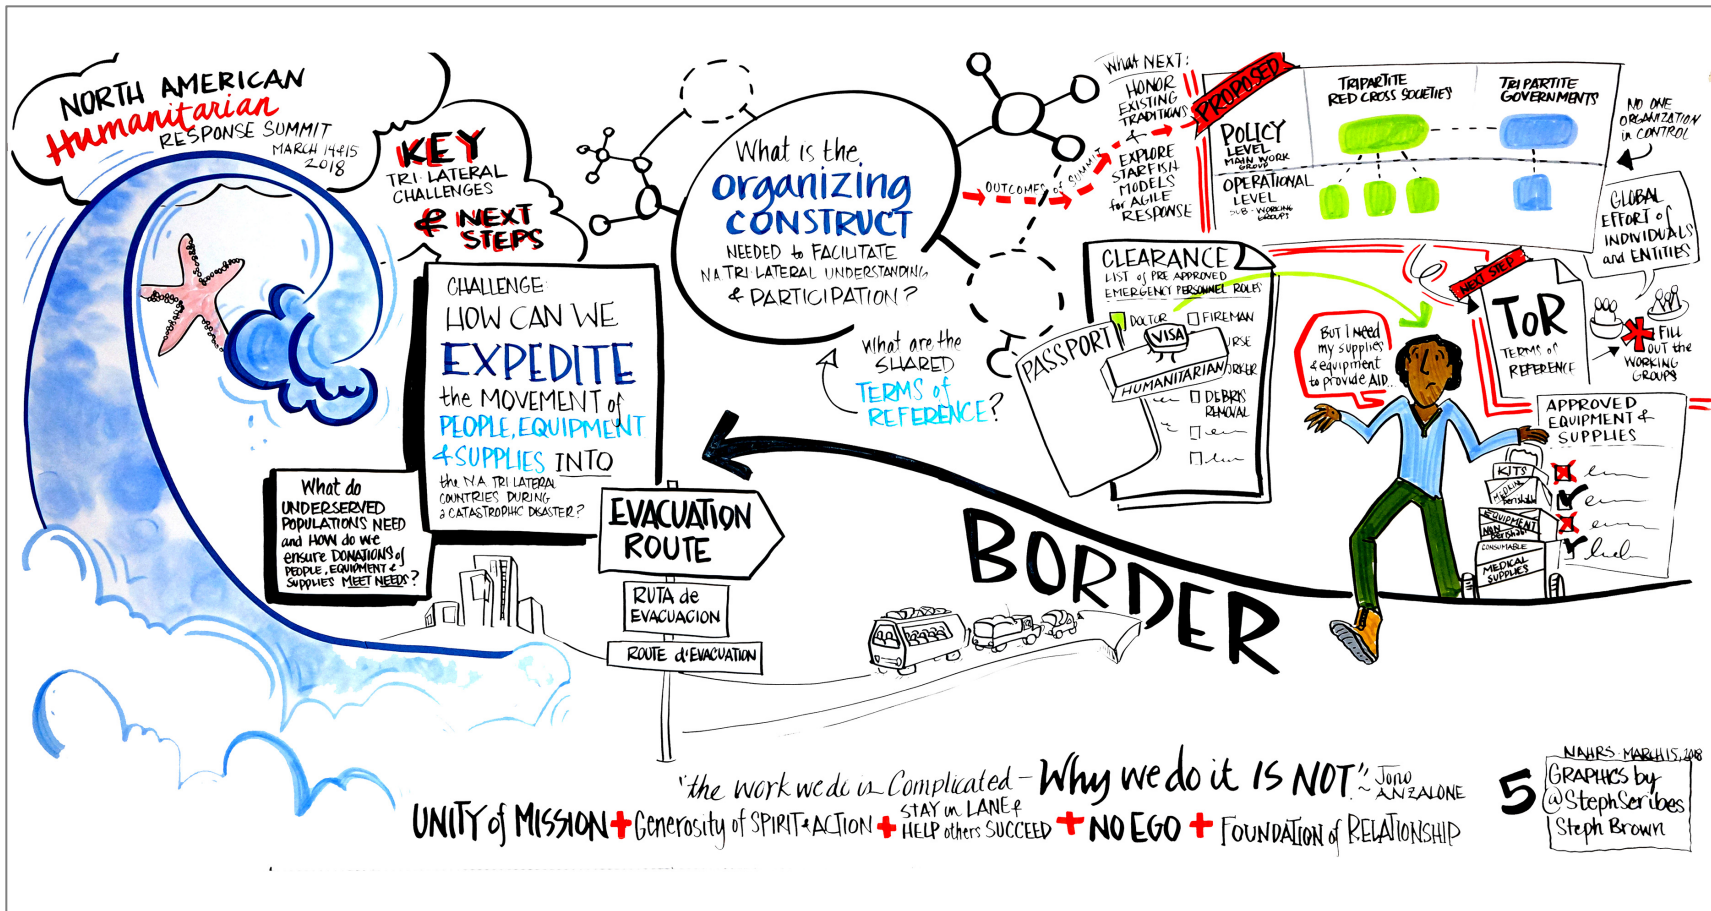 NORTH AMERICAN
Humanitarian
RESPONSE SUMMIT
MARCH 14&15
2018
KEY
TRI-LATERAL
CHALLENGES
& NEXT
STEPS
CHALLENGE:
HOW CAN WE
EXPEDITE
the MOVEMENT of
PEOPLE, EQUIPMENT
& SUPPLIES INTO
the N.A. TRI LATERAL
COUNTRIES DURING
a CATASTROPHIC DISASTER?
What do
UNDERSERVED
POPULATIONS NEED
and HOW do we
ensure DONATIONS of
PEOPLE, EQUIPMENT &
SUPPLIES MEET NEEDS?
EVACUATION
ROUTE
RUTA de
EVACUACION
ROUTE d'EVACUATION
What is the
organizing
CONSTRUCT
NEEDED to FACILITATE
N.A. TRI-LATERAL UNDERSTANDING
& PARTICIPATION?
What are the
SHARED
TERMS of
REFERENCE?
OUTCOMES of SUMMIT
What NEXT:
HONOR
EXISTING
TRADITIONS
&
EXPLORE
STARFISH
MODELS
for AGILE
RESPONSE
PROPOSED
TRIPARTITE
RED CROSS SOCIETIES
TRIPARTITE
GOVERNMENTS
POLICY
LEVEL
MAIN WORK
GROUP
OPERATIONAL
LEVEL
SUB-WORKING
GROUPS
NO ONE
ORGANIZATION
in CONTROL
GLOBAL
EFFORT of
INDIVIDUALS
and ENTITIES
CLEARANCE
LIST of PRE APPROVED
EMERGENCY PERSONNEL ROLES
DOCTOR
FIREMAN
URSE
ORKER
DEBRIS
REMOVAL
PASSPORT
VISA
HUMANITARIAN
NEXT STEP
ToR
TERMS of
REFERENCE
FILL
OUT the
WORKING
GROUPS
BUT I NEED
my SUPPLIES
& equipment
to PROVIDE AID...
APPROVED
EQUIPMENT &
SUPPLIES
KITS
EQUIPMENT
NON
CONSUMABLE
MEDICAL
SUPPLIES
BORDER
"the work we do is Complicated – Why we do it IS NOT." ~ Jono
ANZALONE
UNITY of MISSION + Generosity of SPIRIT & ACTION + STAY in LANE &
HELP others SUCCEED + NO EGO + FOUNDATION of RELATIONSHIP
5
NAHRS-MARCH 15, 2018
GRAPHICS by
@StephScribes
Steph Brown